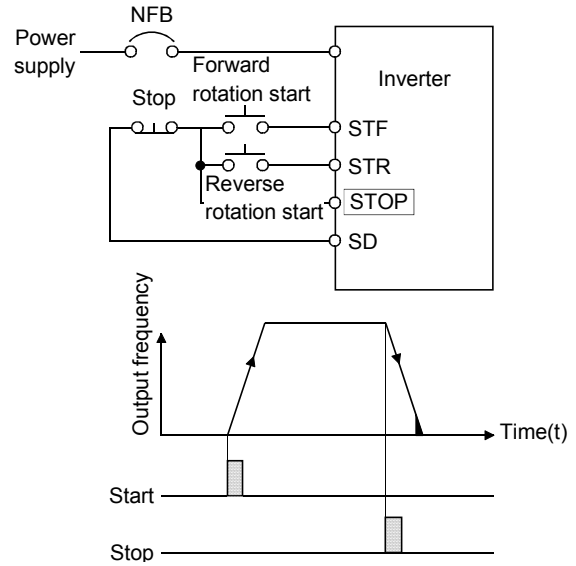 NFB
Power
supply
Forward
rotation start
Inverter
Stop
STF
STR
Reverse
rotation start
STOP
SD
Output frequency
Time(t)
Start
Stop